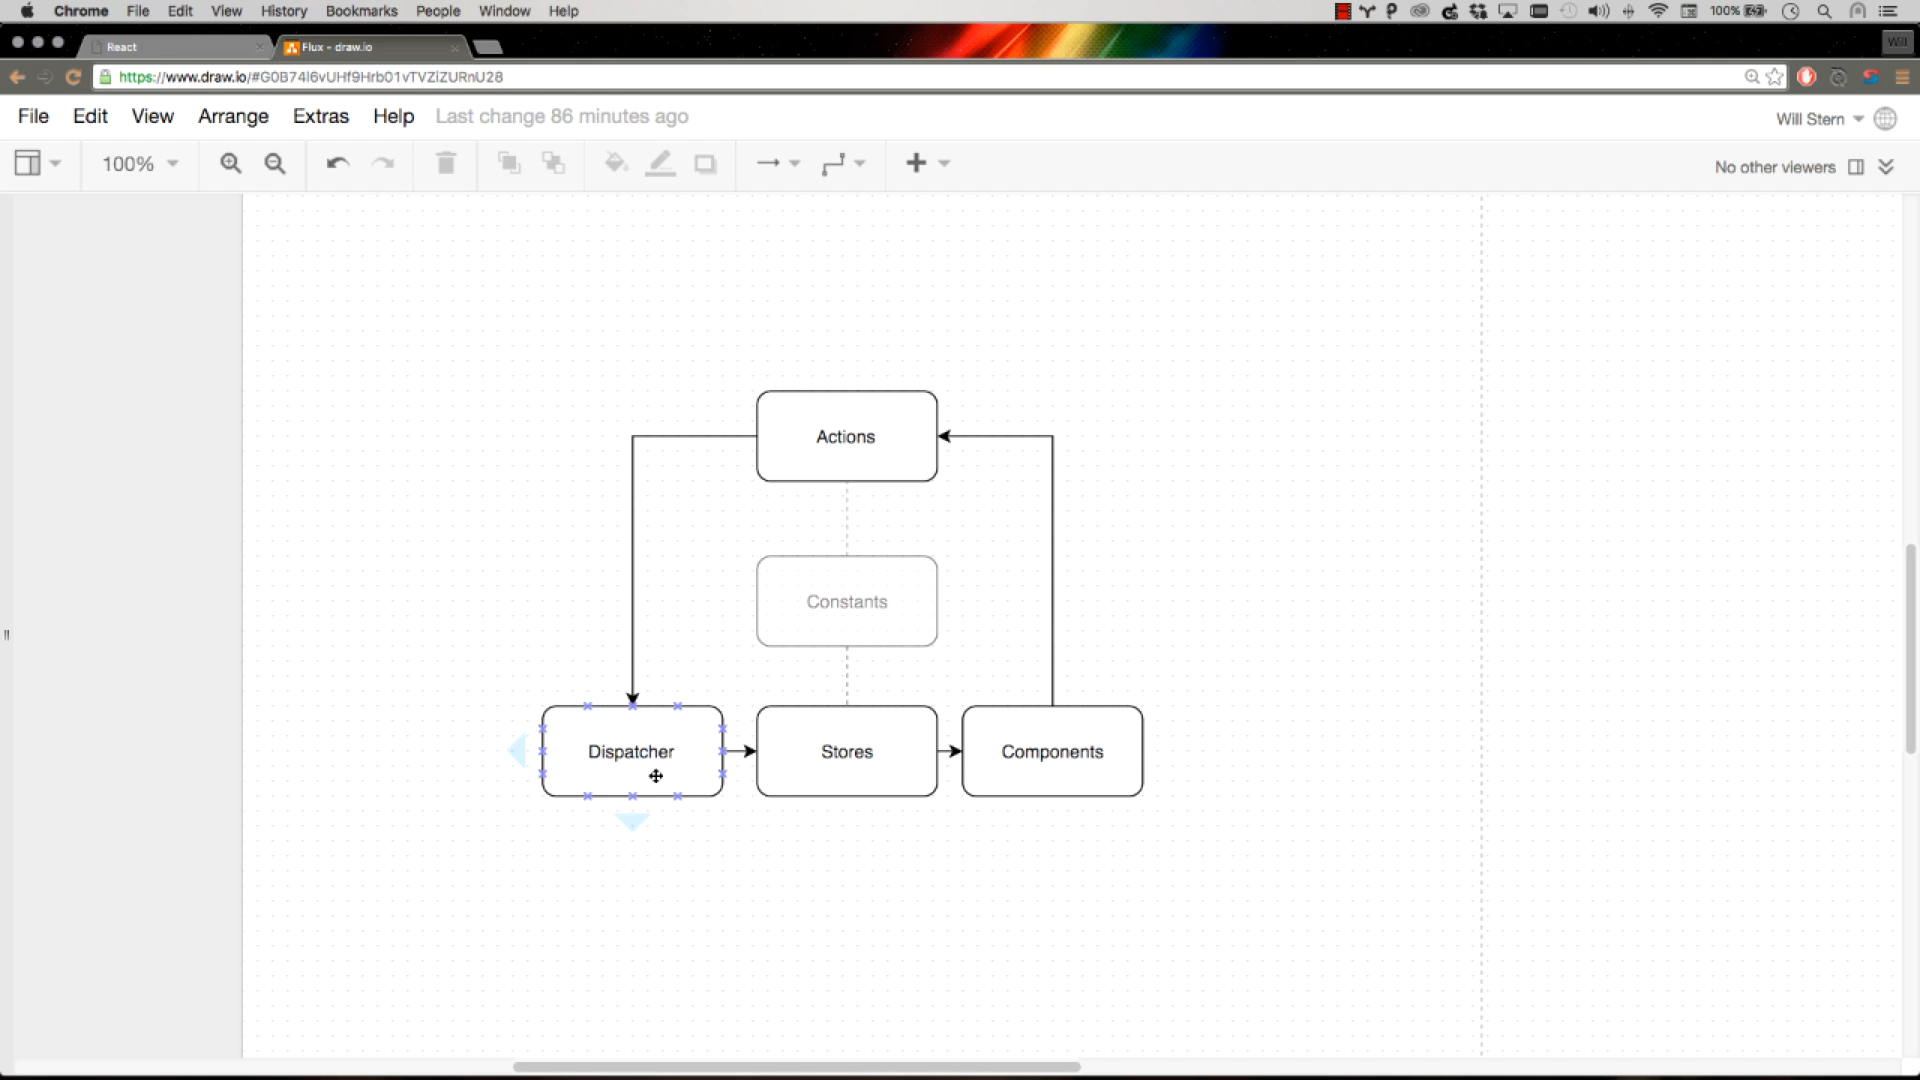 Chrome File Edit View History Bookmarks People Window Help 100%
React Flux - draw.io Will
https://www.draw.io/#G0B74l6vUHf9Hrb01vTVZiZURnU28
File Edit View Arrange Extras Help Last change 86 minutes ago Will Stern
100% No other viewers
Actions
Constants
Dispatcher Stores Components